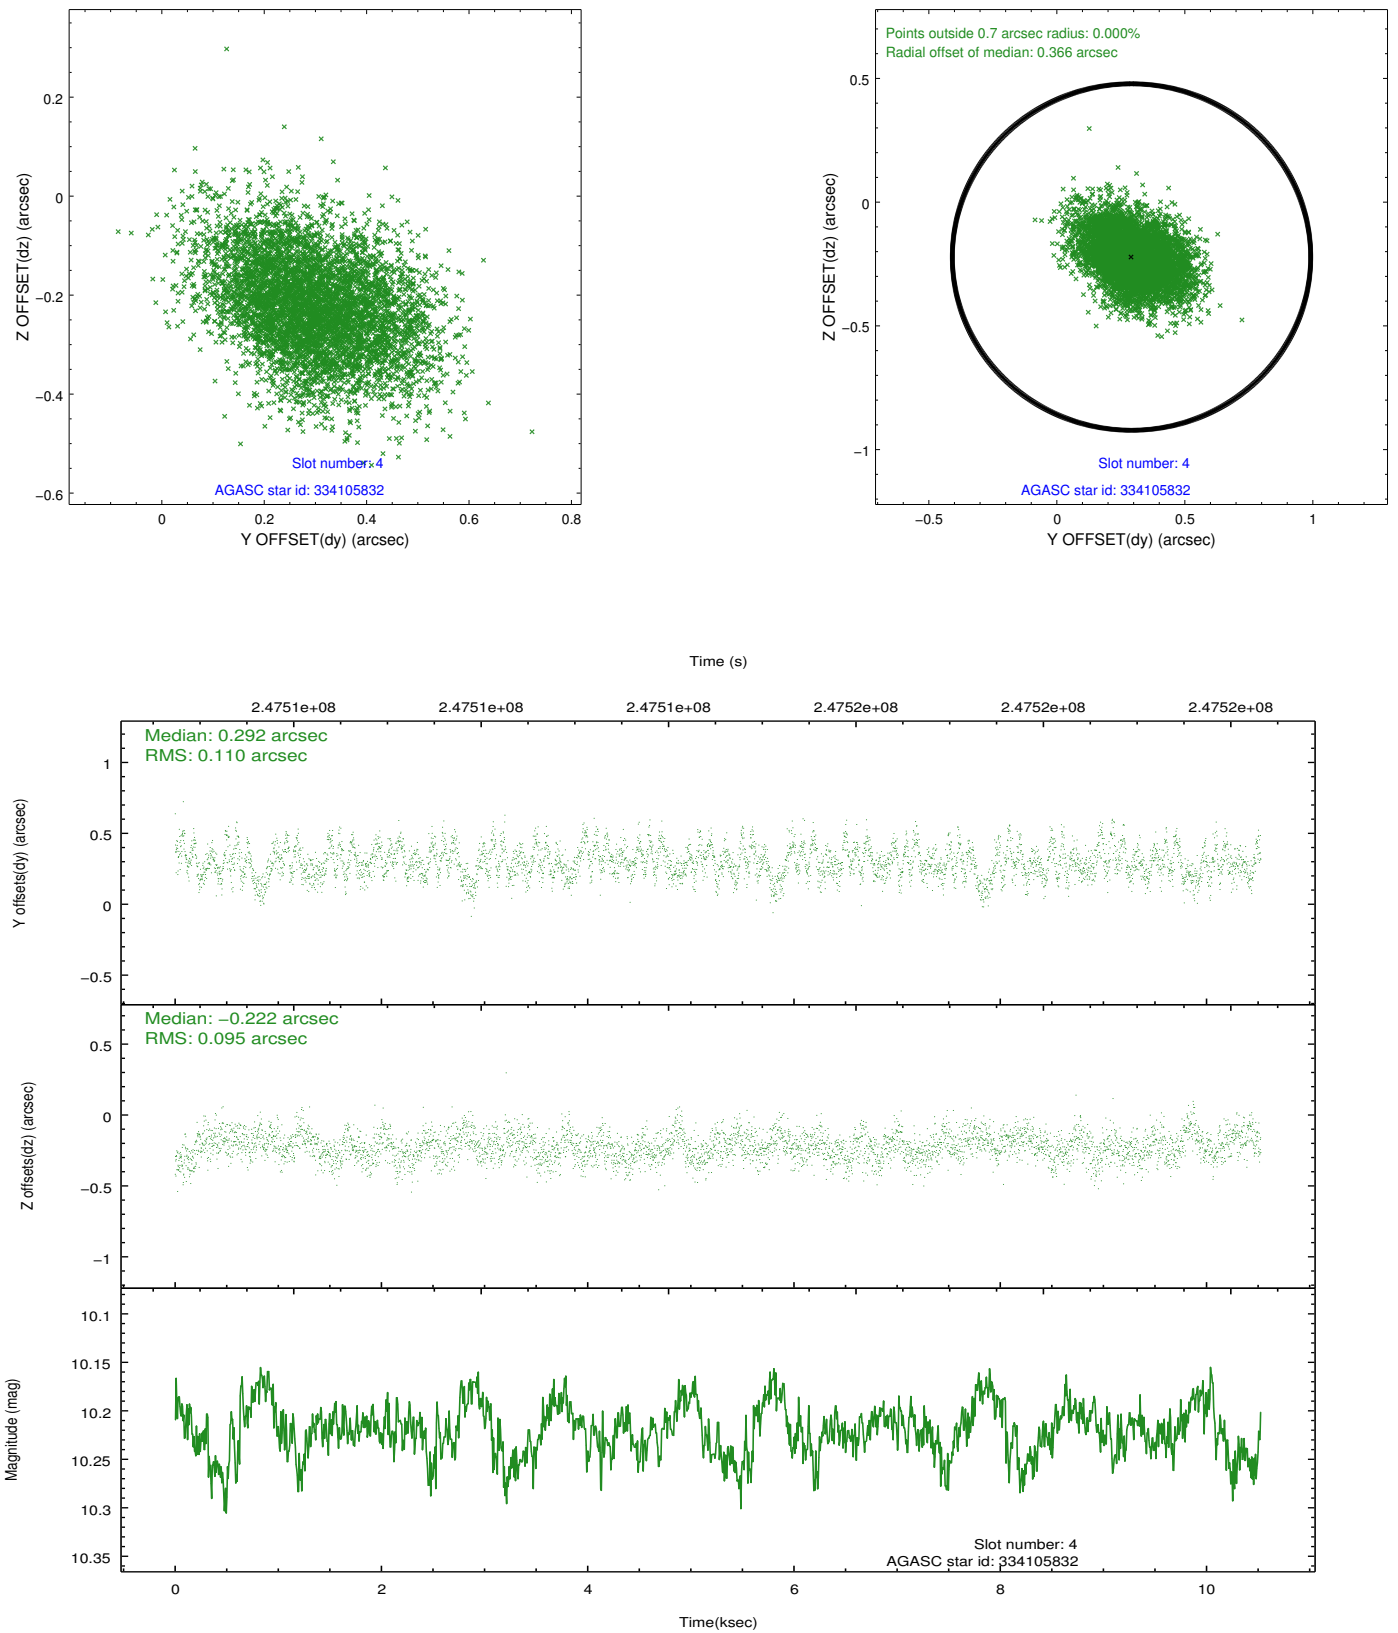 0.2
0
−0.2
−0.4
−0.6
Z OFFSET(dz) (arcsec)
Slot number: 4
AGASC star id: 334105832
0 0.2 0.4 0.6 0.8
Y OFFSET(dy) (arcsec)
Points outside 0.7 arcsec radius: 0.000%
Radial offset of median: 0.366 arcsec
0.5
0
−0.5
−1
Z OFFSET(dz) (arcsec)
Slot number: 4
AGASC star id: 334105832
−0.5 0 0.5 1
Y OFFSET(dy) (arcsec)
Time (s)
2.4751e+08 2.4751e+08 2.4751e+08 2.4752e+08 2.4752e+08 2.4752e+08
Median: 0.292 arcsec
RMS: 0.110 arcsec
1
0.5
0
−0.5
Y offsets(dy) (arcsec)
Median: −0.222 arcsec
RMS: 0.095 arcsec
0.5
0
−0.5
−1
Z offsets(dz) (arcsec)
10.1
10.15
10.2
10.25
10.3
10.35
Magnitude (mag)
Slot number: 4
AGASC star id: 334105832
0 2 4 6 8 10
Time(ksec)